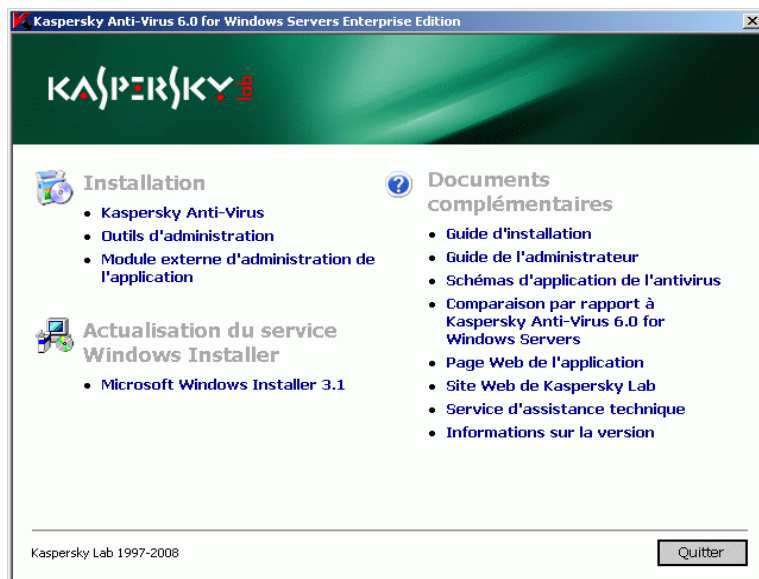 Kaspersky Anti-Virus 6.0 for Windows Servers Enterprise Edition
KASPERSKY lab
Installation
• Kaspersky Anti-Virus
• Outils d'administration
• Module externe d'administration de
l'application
Actualisation du service
Windows Installer
• Microsoft Windows Installer 3.1
Documents
complémentaires
• Guide d'installation
• Guide de l'administrateur
• Schémas d'application de l'antivirus
• Comparaison par rapport à
Kaspersky Anti-Virus 6.0 for
Windows Servers
• Page Web de l'application
• Site Web de Kaspersky Lab
• Service d'assistance technique
• Informations sur la version
Kaspersky Lab 1997-2008
Quitter